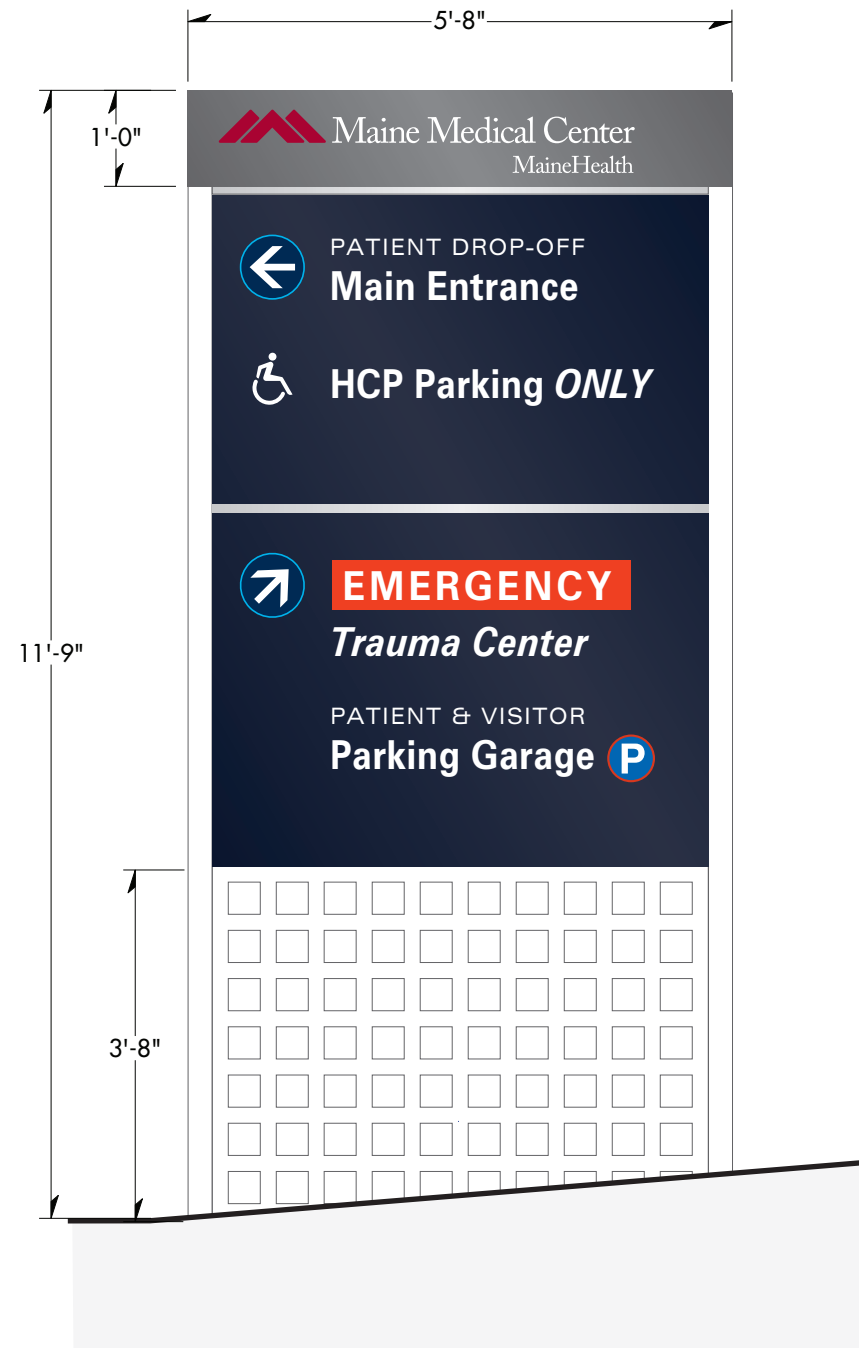 5'-8"
1'-0"
Maine Medical Center
MaineHealth
PATIENT DROP-OFF
Main Entrance
HCP Parking ONLY
EMERGENCY
Trauma Center
11'-9"
PATIENT & VISITOR
Parking Garage P
3'-8"